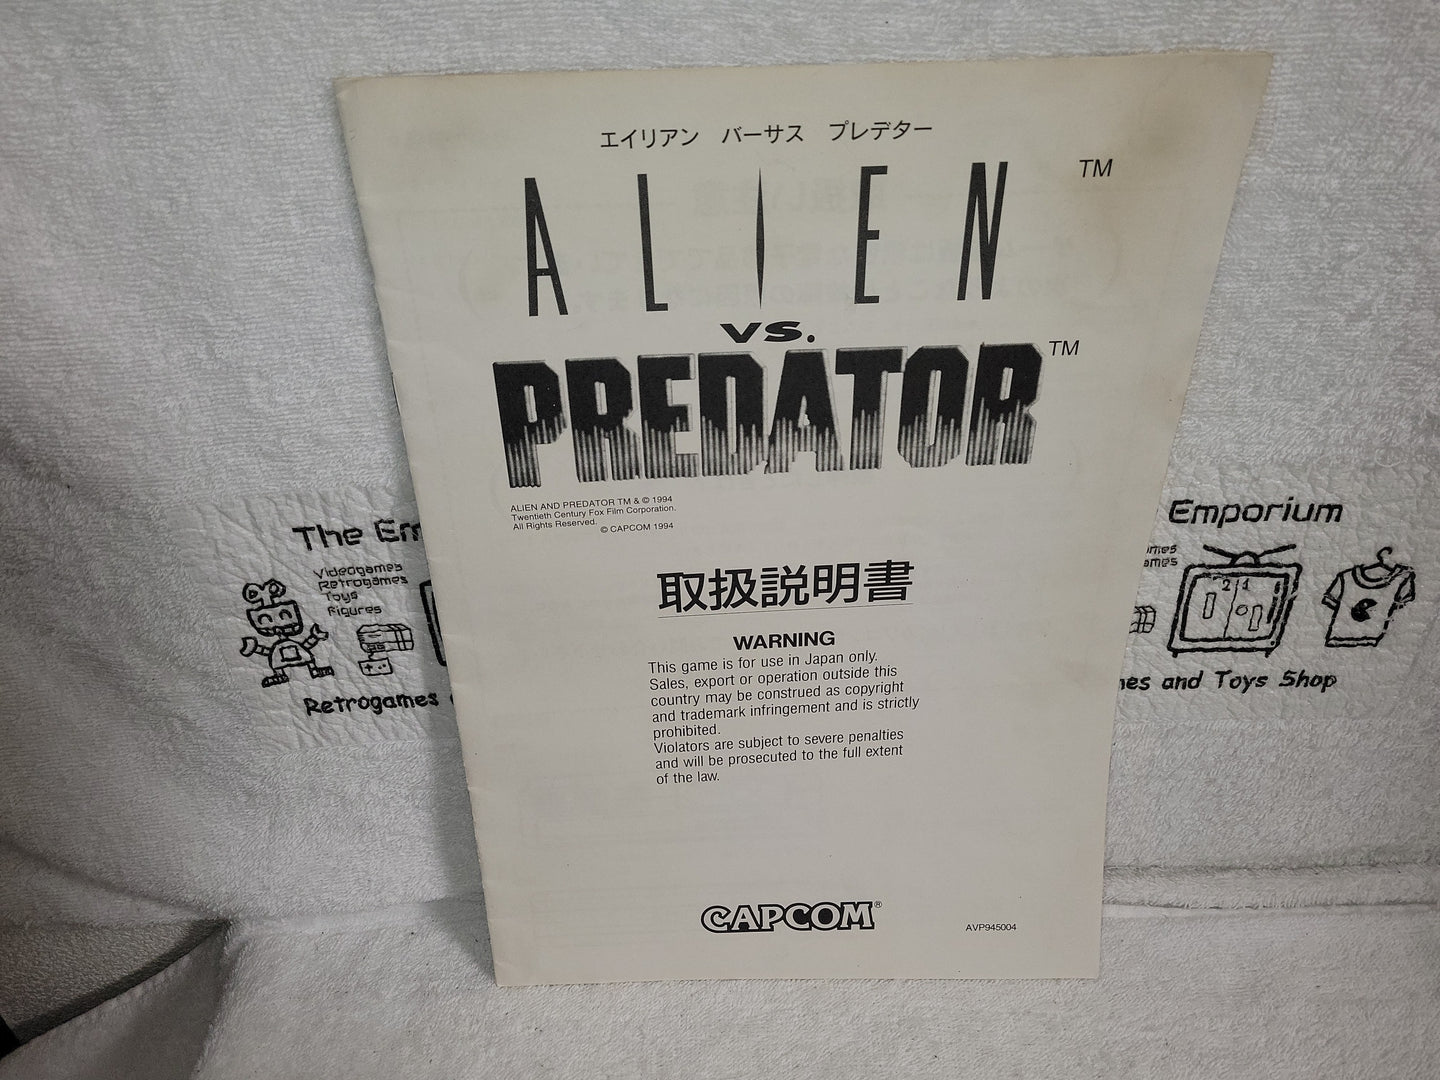 エイリアン バーサス プレデター
ALIEN TM
VS.
PREDATOR TM
ALIEN AND PREDATOR TM & © 1994
Twentieth Century Fox Film Corporation.
All Rights Reserved.
© CAPCOM 1994
取扱説明書
WARNING
This game is for use in Japan only.
Sales, export or operation outside this
country may be construed as copyright
and trademark infringement and is strictly
prohibited.
Violators are subject to severe penalties
and will be prosecuted to the full extent
of the law.
CAPCOM®
AVP945004
The Em
Videogames
Retrogames
Toys
Figures
Retrogames
Emporium
mes
ames
2 1
es and Toys Shop